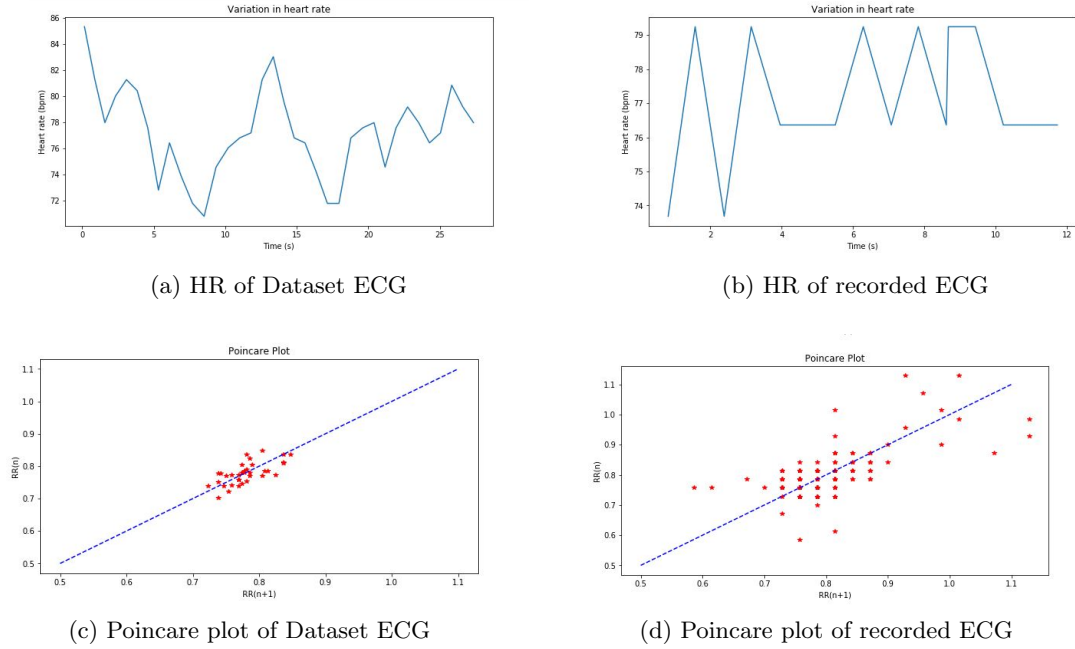 Variation in heart rate
86
84
82
80
78
76
74
72
Heart rate (bpm)
0 5 10 15 20 25
Time (s)
(a) HR of Dataset ECG
Variation in heart rate
79
78
77
76
75
74
Heart rate (bpm)
2 4 6 8 10 12
Time (s)
(b) HR of recorded ECG
Poincare Plot
1.1
1.0
0.9
0.8
0.7
0.6
0.5
RR(n)
0.5 0.6 0.7 0.8 0.9 1.0 1.1
RR(n+1)
(c) Poincare plot of Dataset ECG
Poincare Plot
1.1
1.0
0.9
0.8
0.7
0.6
0.5
RR(n)
0.5 0.6 0.7 0.8 0.9 1.0 1.1
RR(n+1)
(d) Poincare plot of recorded ECG